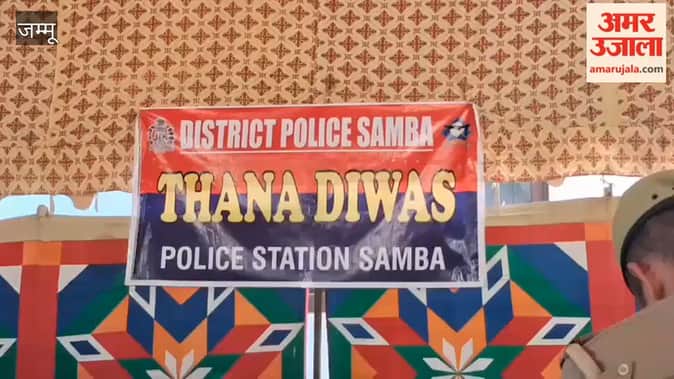 जम्मू
अमर
उजाला
amarujala.com
DISTRICT POLICE SAMBA
THANA DIWAS
POLICE STATION SAMBA